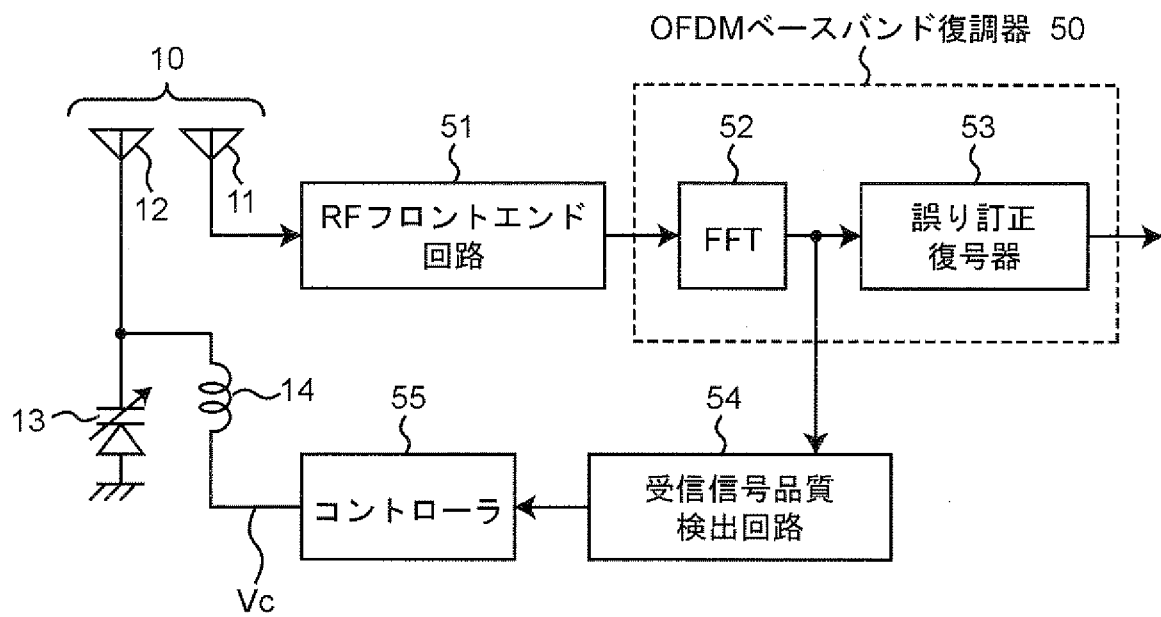 OFDMベースバンド復調器 50
10
51
52
53
12
11
RFフロントエンド
回路
FFT
誤り訂正
復号器
13
14
55
54
コントローラ
受信信号品質
検出回路
Vc